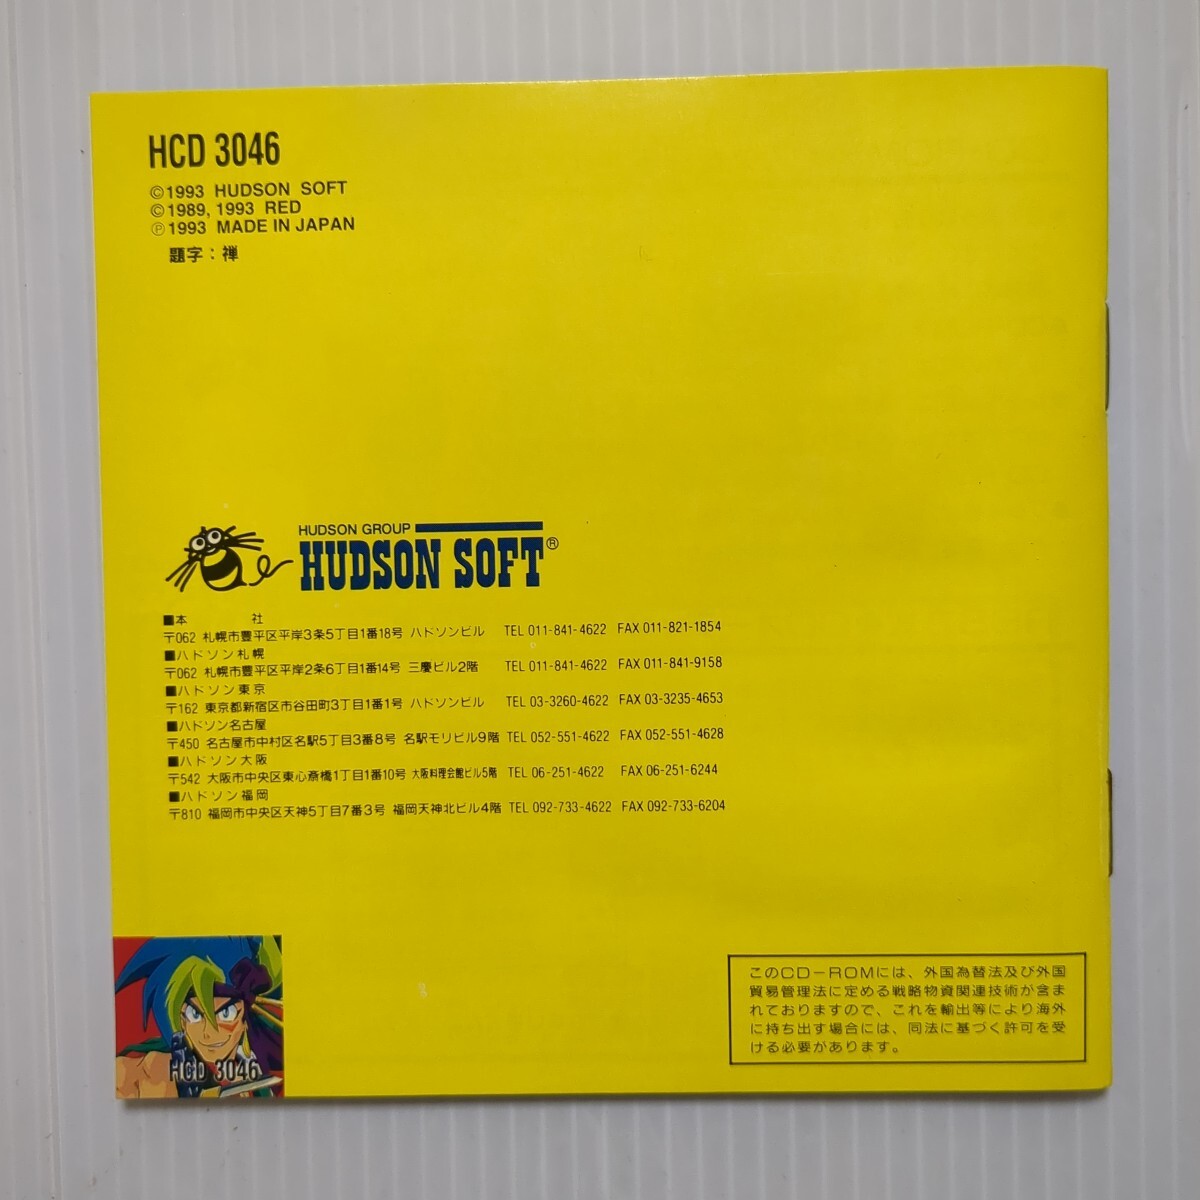 HCD 3046
©1993 HUDSON SOFT
©1989, 1993 RED
℗1993 MADE IN JAPAN
題字：禅
HUDSON GROUP
HUDSON SOFT®
■本 社
〒062 札幌市豊平区平岸3条5丁目1番18号 ハドソンビル TEL 011-841-4622 FAX 011-821-1854
■ハドソン札幌
〒062 札幌市豊平区平岸2条6丁目1番14号 三慶ビル2階 TEL 011-841-4622 FAX 011-841-9158
■ハドソン東京
〒162 東京都新宿区市谷田町3丁目1番1号 ハドソンビル TEL 03-3260-4622 FAX 03-3235-4653
■ハドソン名古屋
〒450 名古屋市中村区名駅5丁目3番8号 名駅モリビル9階 TEL 052-551-4622 FAX 052-551-4628
■ハドソン大阪
〒542 大阪市中央区東心斎橋1丁目1番10号 大阪料理会館ビル5階 TEL 06-251-4622 FAX 06-251-6244
■ハドソン福岡
〒810 福岡市中央区天神5丁目7番3号 福岡天神北ビル4階 TEL 092-733-4622 FAX 092-733-6204
HCD 3046
このCD-ROMには、外国為替法及び外国
貿易管理法に定める戦略物資関連技術が含ま
れておりますので、これを輸出等により海外
に持ち出す場合には、同法に基づく許可を受
ける必要があります。